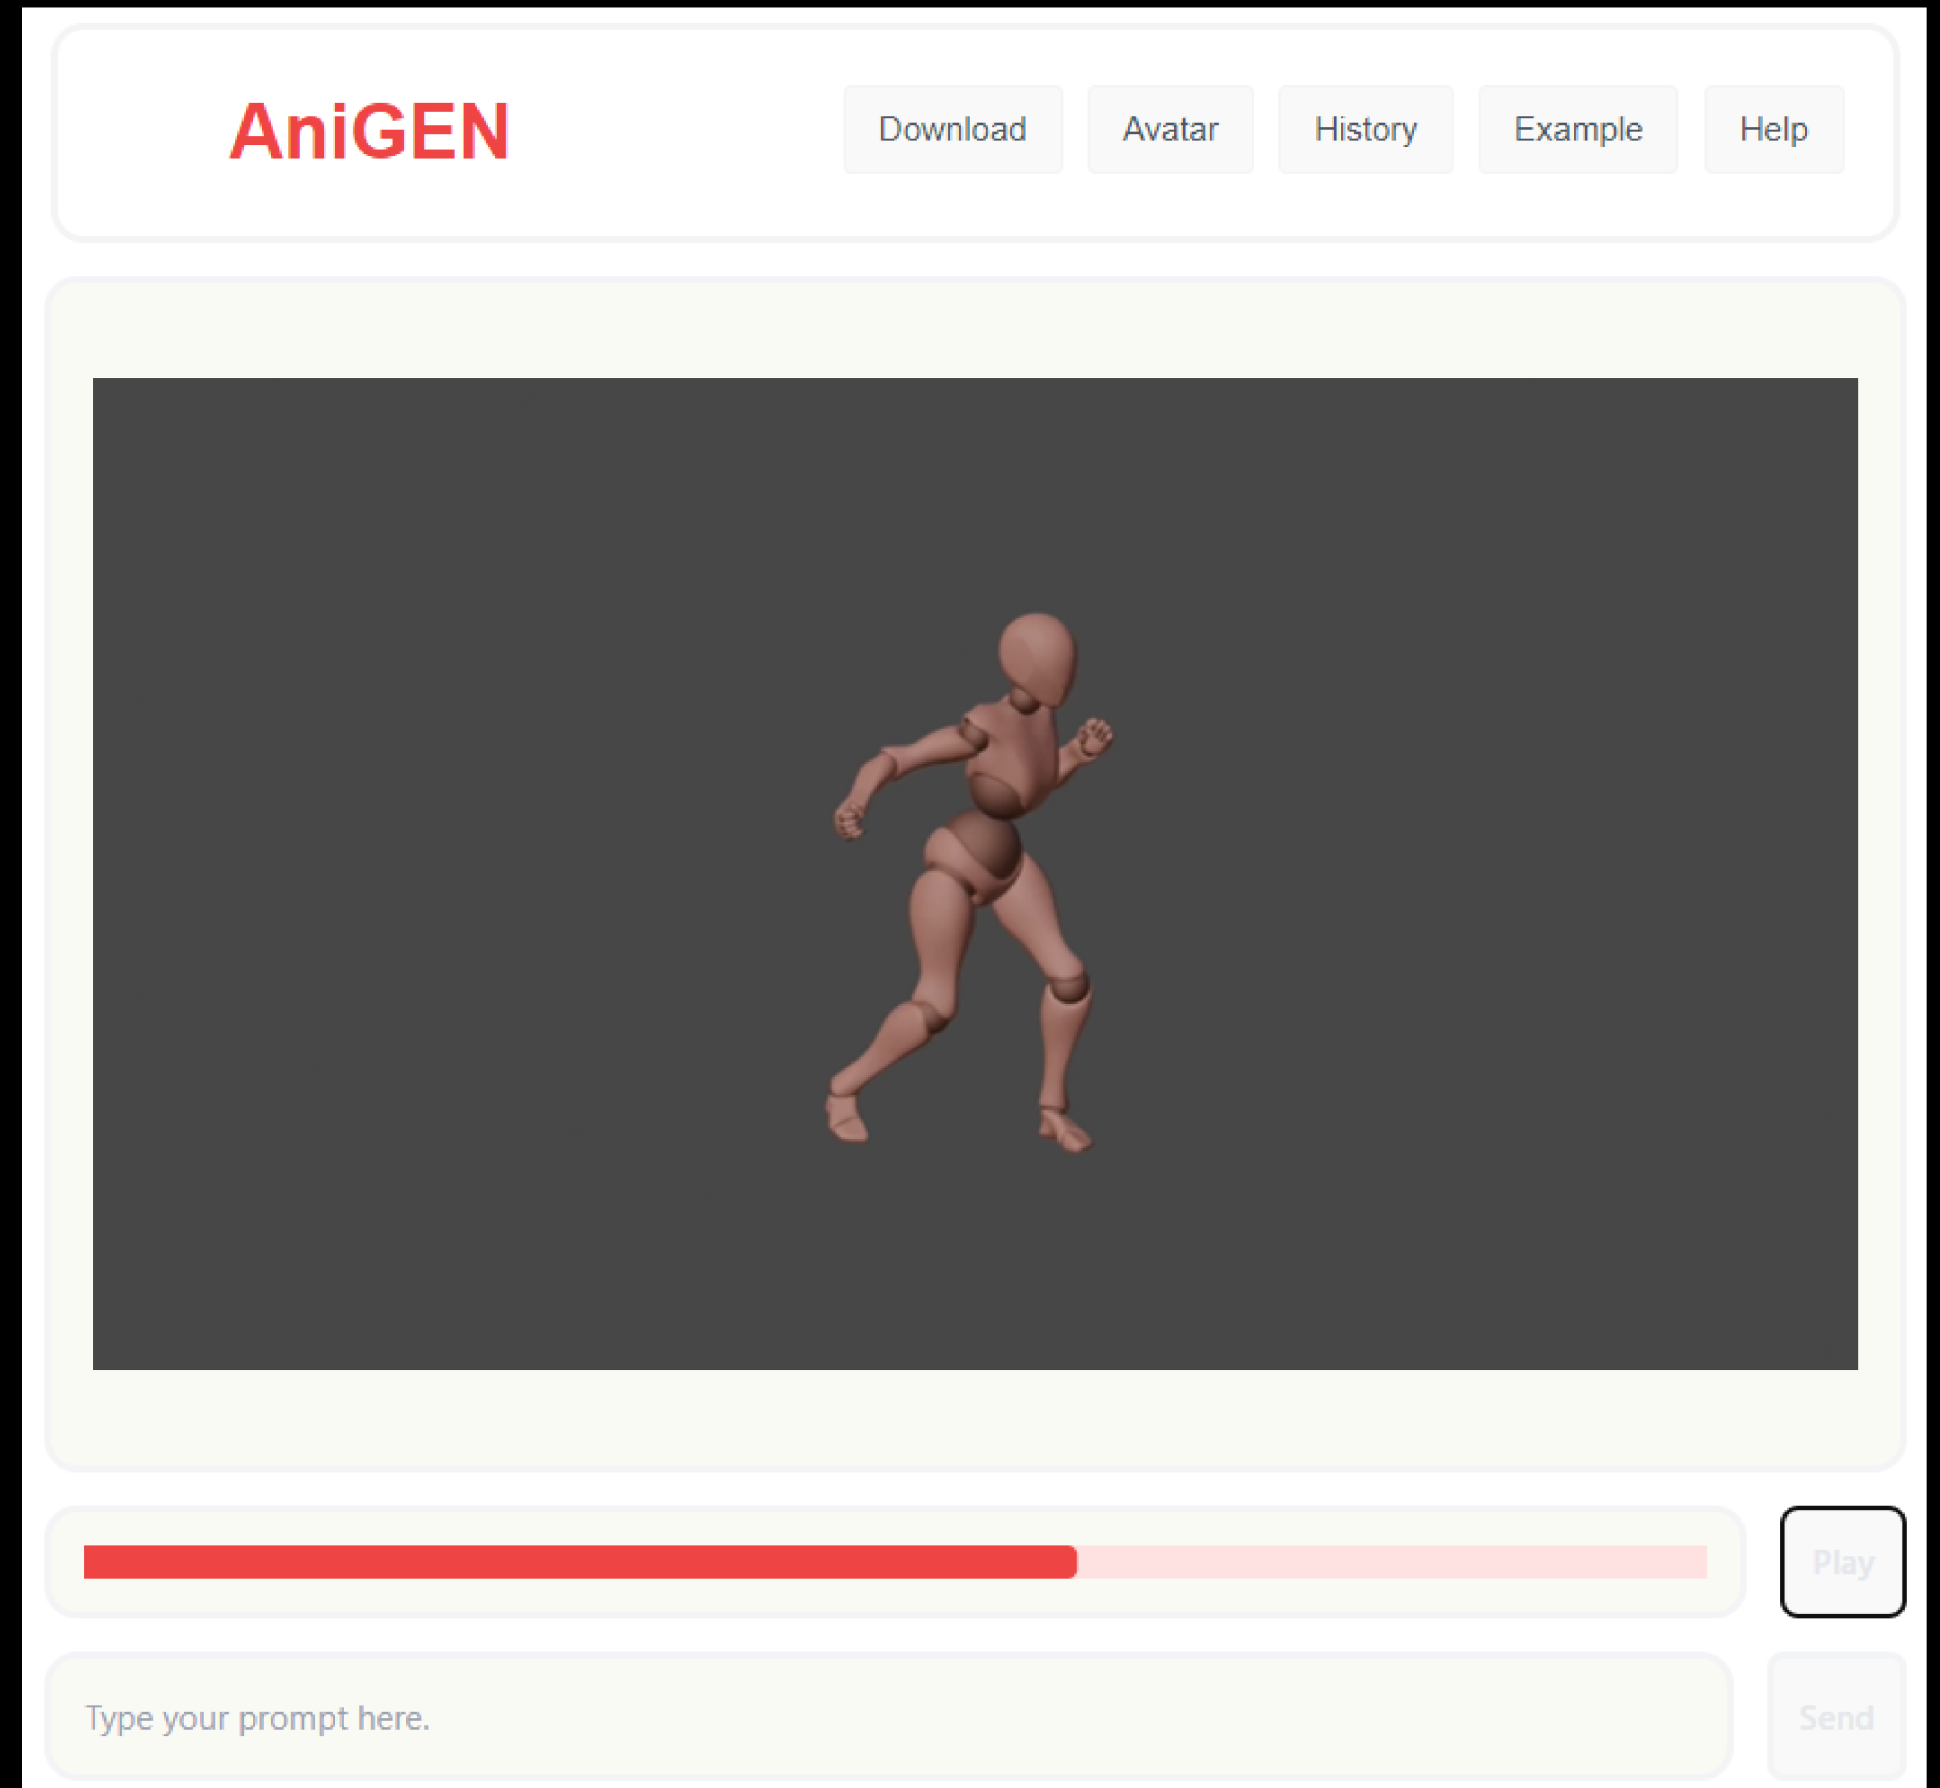 AniGEN
Download
Avatar
History
Example
Help
Play
Type your prompt here.
Send